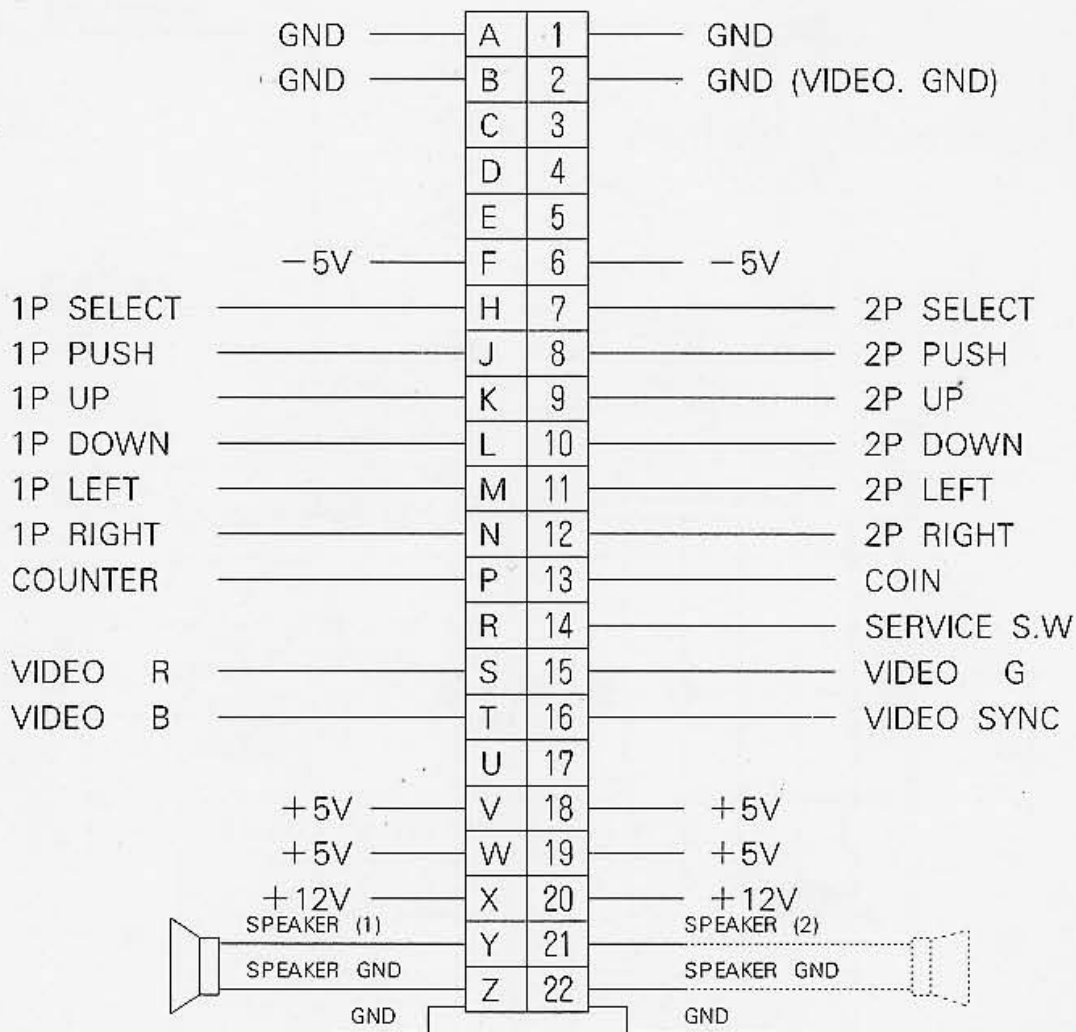 GND A 1 GND
GND B 2 GND (VIDEO. GND)
C 3
D 4
E 5
−5V F 6 −5V
1P SELECT H 7 2P SELECT
1P PUSH J 8 2P PUSH
1P UP K 9 2P UP
1P DOWN L 10 2P DOWN
1P LEFT M 11 2P LEFT
1P RIGHT N 12 2P RIGHT
COUNTER P 13 COIN
R 14 SERVICE S.W
VIDEO R S 15 VIDEO G
VIDEO B T 16 VIDEO SYNC
U 17
+5V V 18 +5V
+5V W 19 +5V
+12V X 20 +12V
SPEAKER (1) Y 21 SPEAKER (2)
SPEAKER GND Z 22 SPEAKER GND
GND GND